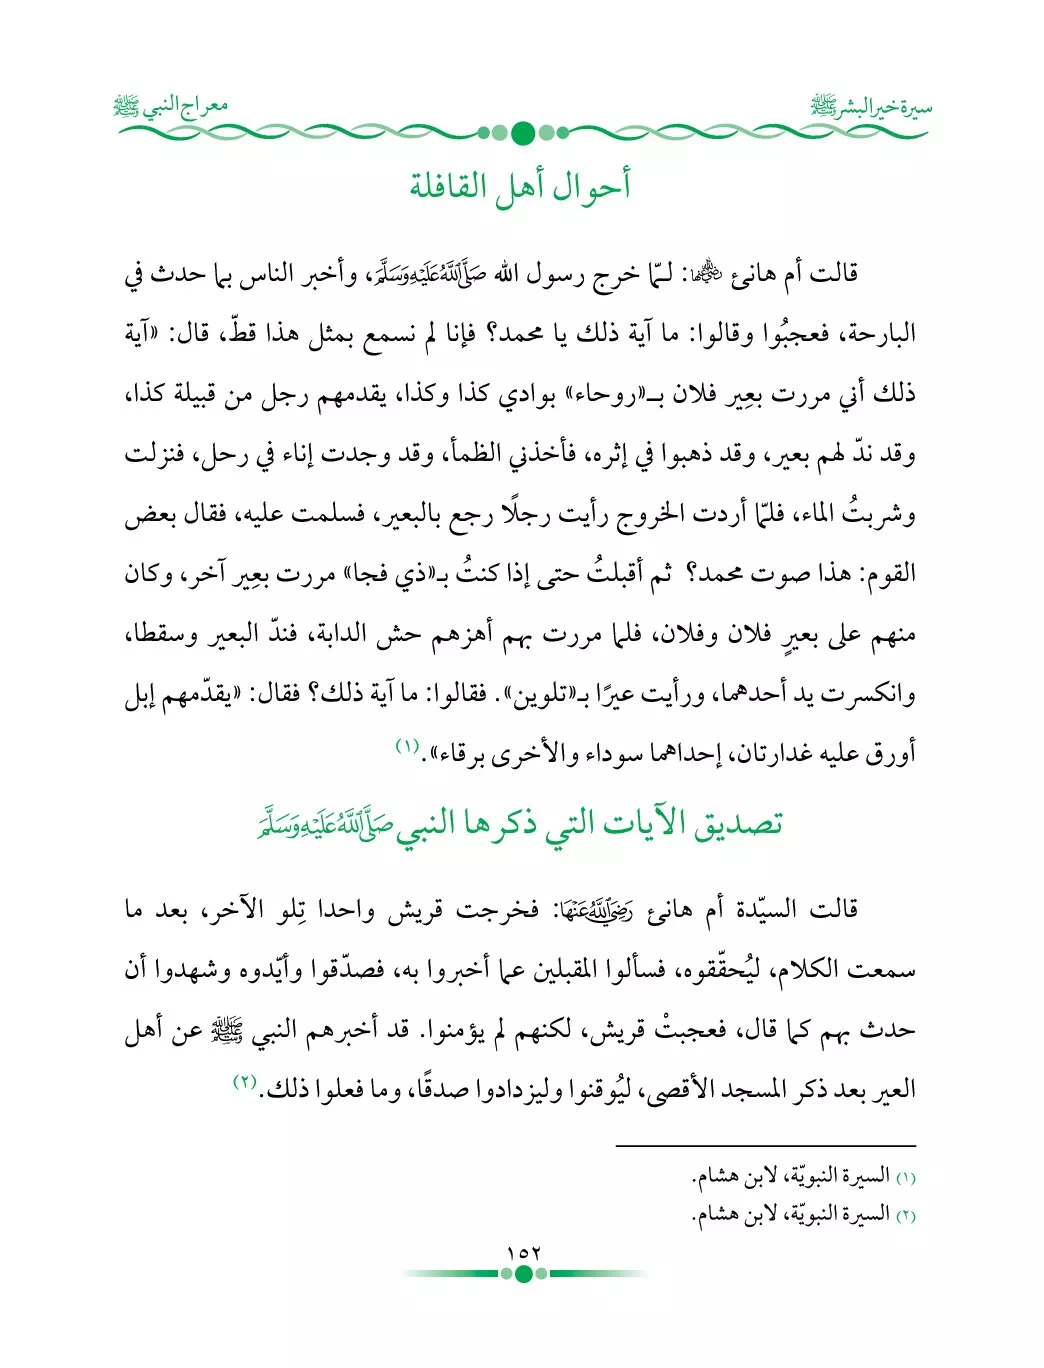 سيرة خير البشر ﷺ
معراج النبي ﷺ
أحوال أهل القافلة
قالت أم هانئ رضي الله عنها: لـمّا خرج رسول الله صَلَّى اللهُ عَلَيْهِ وَسَلَّمَ، وأخبر الناس بما حدث في
البارحة، فعجبُوا وقالوا: ما آية ذلك يا محمد؟ فإنا لم نسمع بمثل هذا قطّ، قال: «آية
ذلك أني مررت بعِير فلان بـ«روحاء» بوادي كذا وكذا، يقدمهم رجل من قبيلة كذا،
وقد ندّ لهم بعير، وقد ذهبوا في إثره، فأخذني الظمأ، وقد وجدت إناء في رحل، فنزلت
وشربتُ الماء، فلمّا أردت الخروج رأيت رجلًا رجع بالبعير، فسلمت عليه، فقال بعض
القوم: هذا صوت محمد؟ ثم أقبلتُ حتى إذا كنتُ بـ«ذي فجا» مررت بعِير آخر، وكان
منهم على بعيرٍ فلان وفلان، فلما مررت بهم أهزهم حش الدابة، فندّ البعير وسقطا،
وانكسرت يد أحدهما، ورأيت عيرًا بـ«تلوين». فقالوا: ما آية ذلك؟ فقال: «يقدّمهم إبل
أورق عليه غدارتان، إحداهما سوداء والأخرى برقاء».(١)
تصديق الآيات التي ذكرها النبي صَلَّى اللهُ عَلَيْهِ وَسَلَّمَ
قالت السيّدة أم هانئ رَضِيَ اللهُ عَنْهَا: فخرجت قريش واحدا تِلو الآخر، بعد ما
سمعت الكلام، ليُحقّقوه، فسألوا المقبلين عما أخبروا به، فصدّقوا وأيّدوه وشهدوا أن
حدث بهم كما قال، فعجبتْ قريش، لكنهم لم يؤمنوا. قد أخبرهم النبي ﷺ عن أهل
العير بعد ذكر المسجد الأقصى، ليُوقنوا وليزدادوا صدقًا، وما فعلوا ذلك.(٢)
(١) السيرة النبويّة، لابن هشام.
(٢) السيرة النبويّة، لابن هشام.
١٥٢